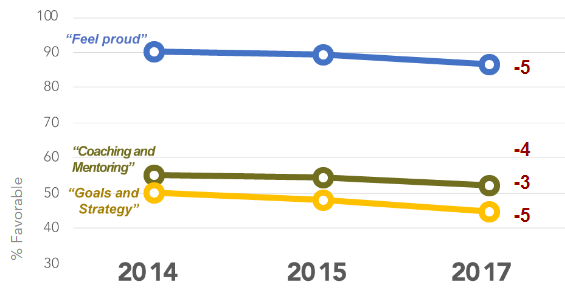 100
"Feel proud"
90
-5
80
70
-4
"Coaching and
Mentoring"
60
-3
"Goals and
Strategy"
50
-5
40
30
% Favorable
2014 2015 2017